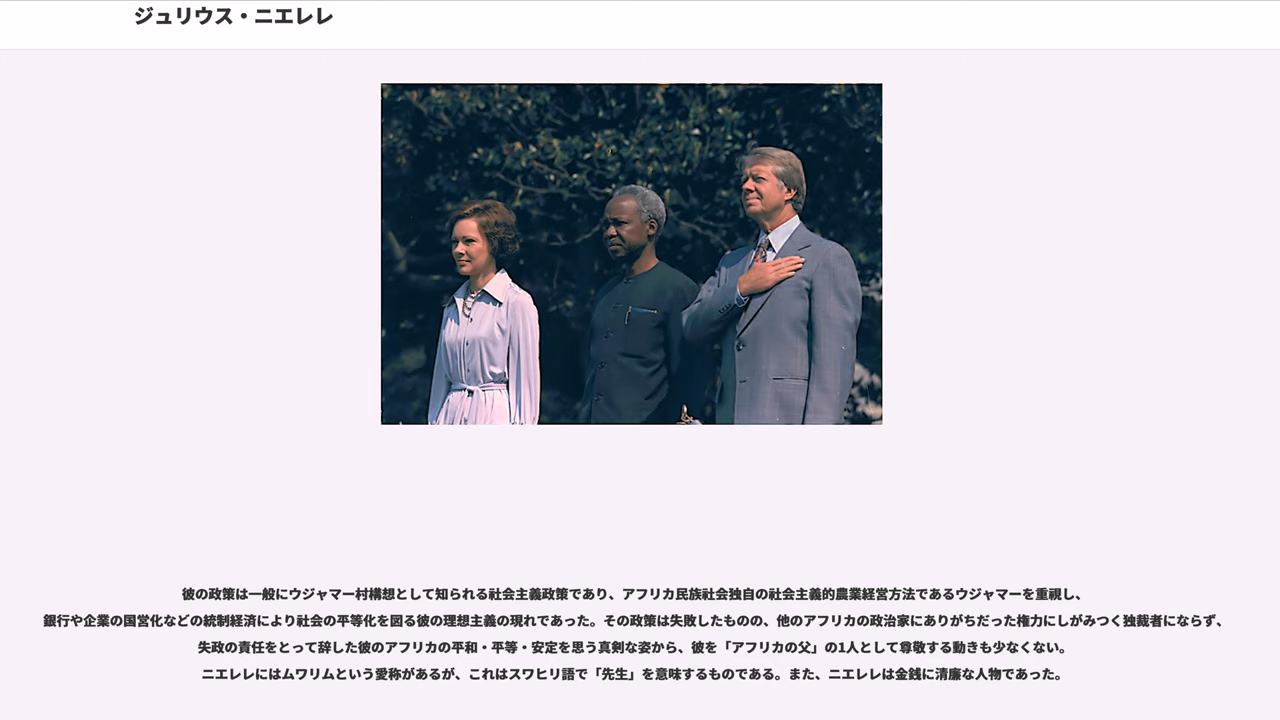 ジュリウス・ニエレレ
彼の政策は一般にウジャマー村構想として知られる社会主義政策であり、アフリカ民族社会独自の社会主義的農業経営方法であるウジャマーを重視し、
銀行や企業の国営化などの統制経済により社会の平等化を図る彼の理想主義の現れであった。その政策は失敗したものの、他のアフリカの政治家にありがちだった権力にしがみつく独裁者にならず、
失政の責任をとって辞した彼のアフリカの平和・平等・安定を思う真剣な姿から、彼を「アフリカの父」の1人として尊敬する動きも少なくない。
ニエレレにはムワリムという愛称があるが、これはスワヒリ語で「先生」を意味するものである。また、ニエレレは金銭に清廉な人物であった。